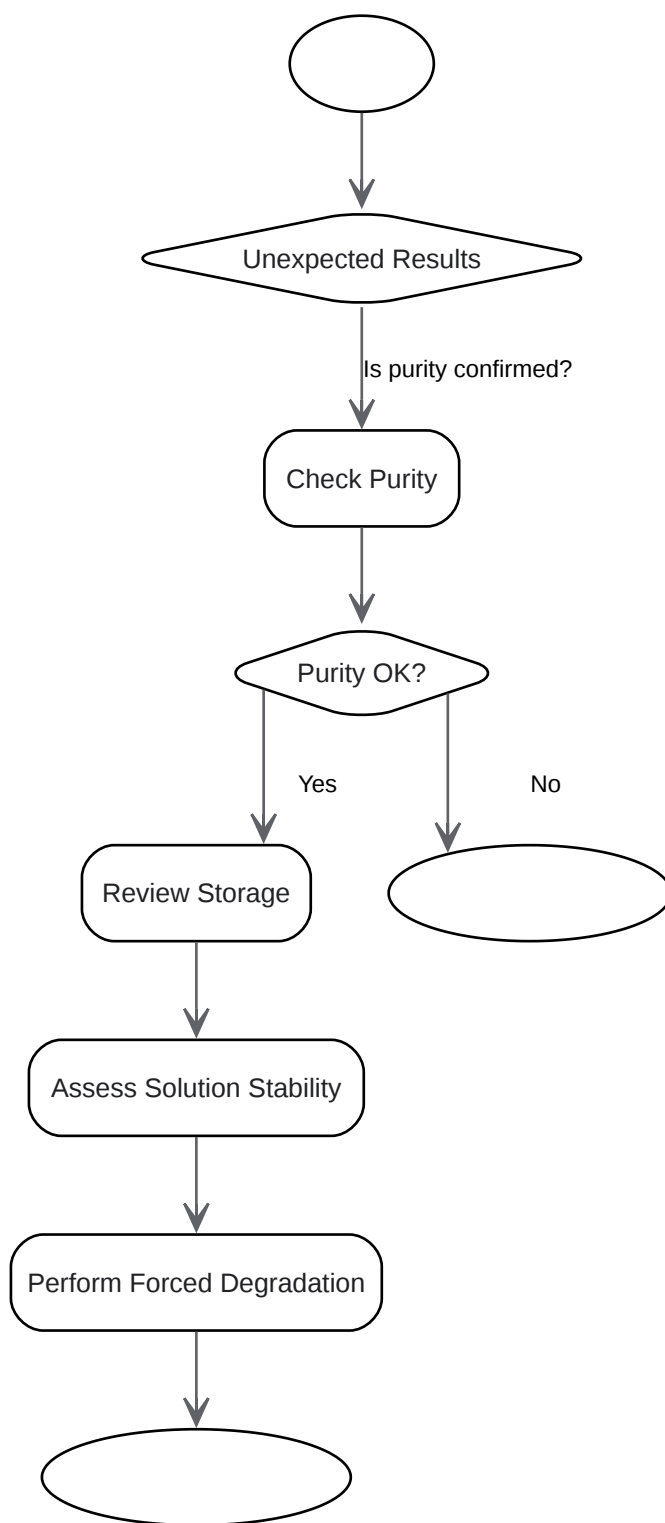 Unexpected Results
Is purity confirmed?
Check Purity
Purity OK?
Yes
No
Review Storage
Assess Solution Stability
Perform Forced Degradation